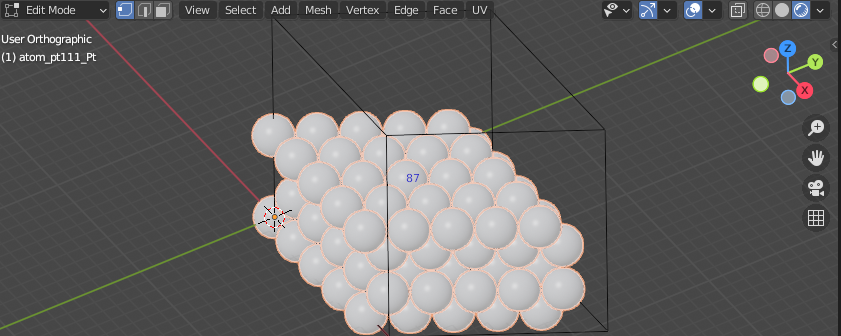 Edit Mode View Select Add Mesh Vertex Edge Face UV
User Orthographic
(1) atom_pt111_Pt
Z
Y
X
87